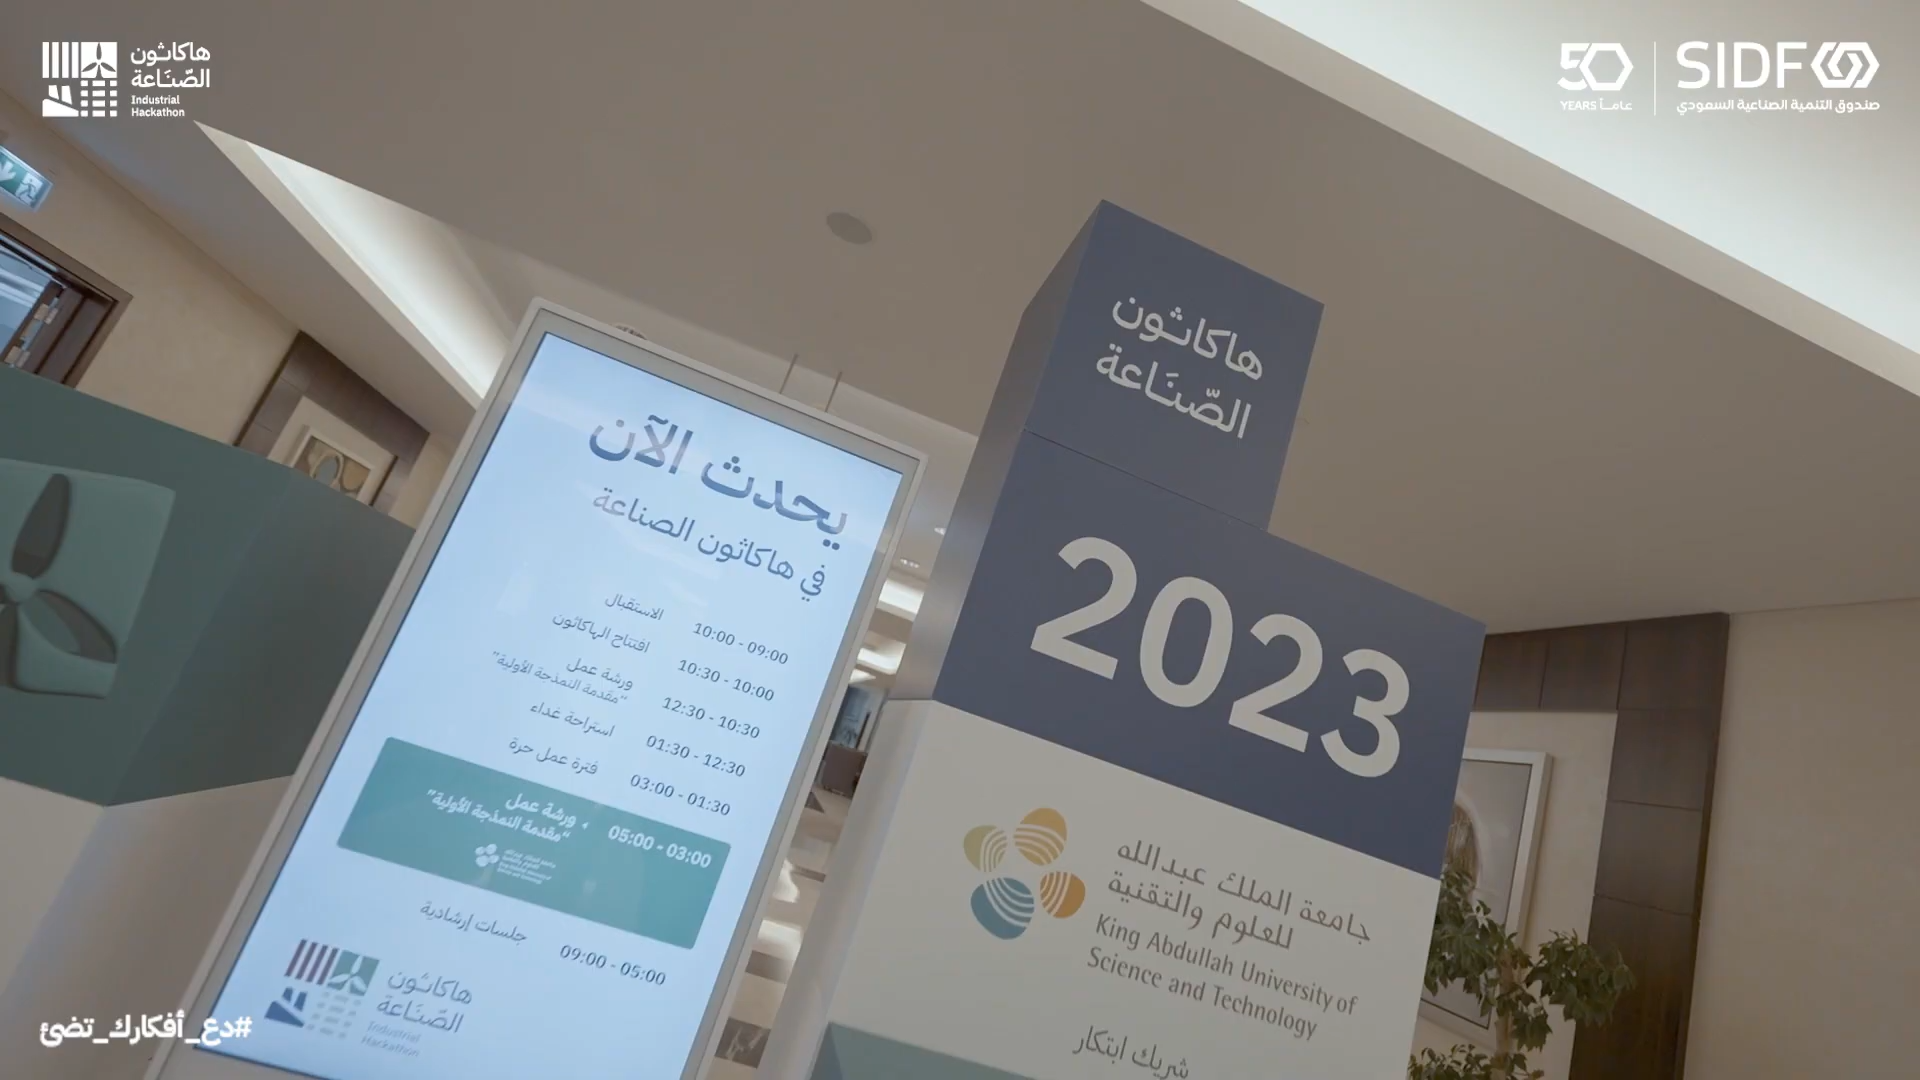 هاكاثون
الصّنَاعة
Industrial
Hackathon
50
YEARS عامــاً
SIDF
صندوق التنمية الصناعية السعودي
يحدث الآن
في هاكاثون الصناعة
10:00 - 09:00 الاستقبال
10:30 - 10:00 افتتاح الهاكاثون
12:30 - 10:30 ورشة عمل
"مقدمة النمذجة الأولية"
01:30 - 12:30 استراحة غداء
03:00 - 01:30 فترة عمل حرة
05:00 - 03:00 ورشة عمل
"مقدمة النمذجة الأولية"
09:00 - 05:00 جلسات إرشادية
هاكاثون
الصّنَاعة
Industrial
Hackathon
هاكاثون
الصّنَاعة
2023
جامعة الملك عبدالله
للعلوم والتقنية
King Abdullah University of
Science and Technology
شريك ابتكار
#دع_أفكارك_تضئ